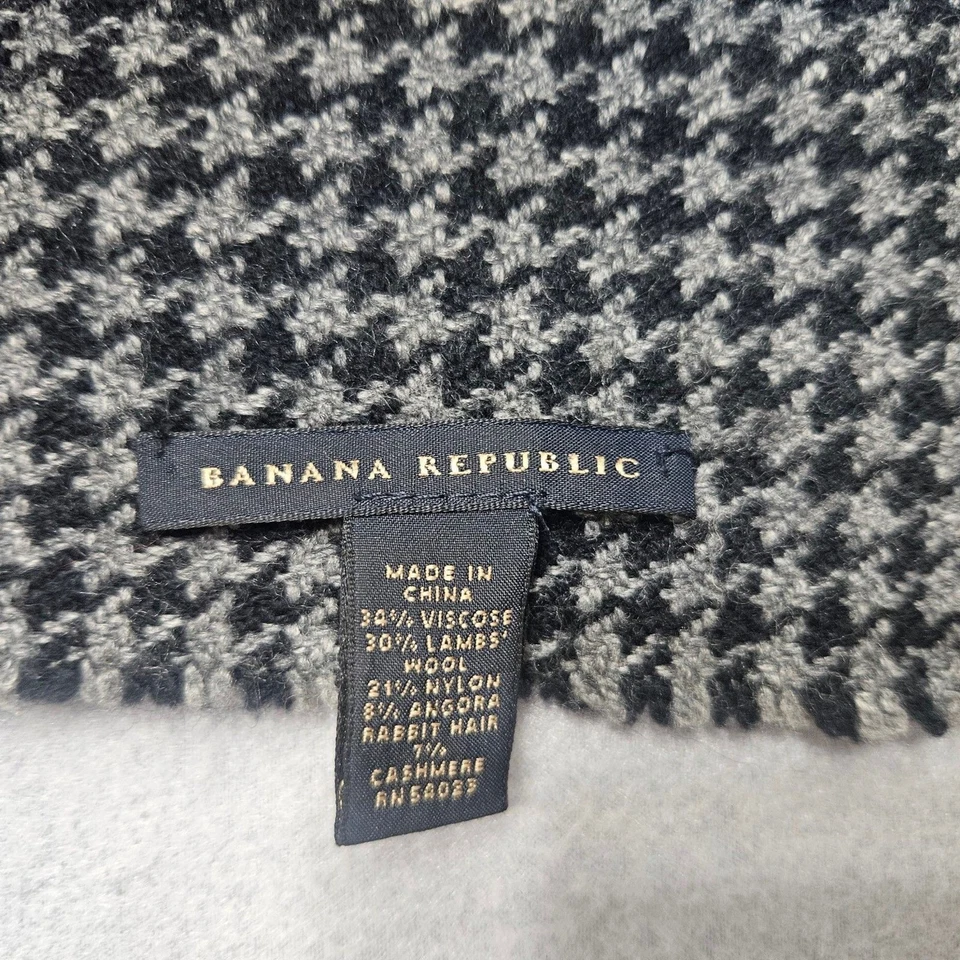 BANANA REPUBLIC
MADE IN
CHINA
34% VISCOSE
30% LAMBS'
WOOL
21% NYLON
8% ANGORA
RABBIT HAIR
7%
CASHMERE
RN54023